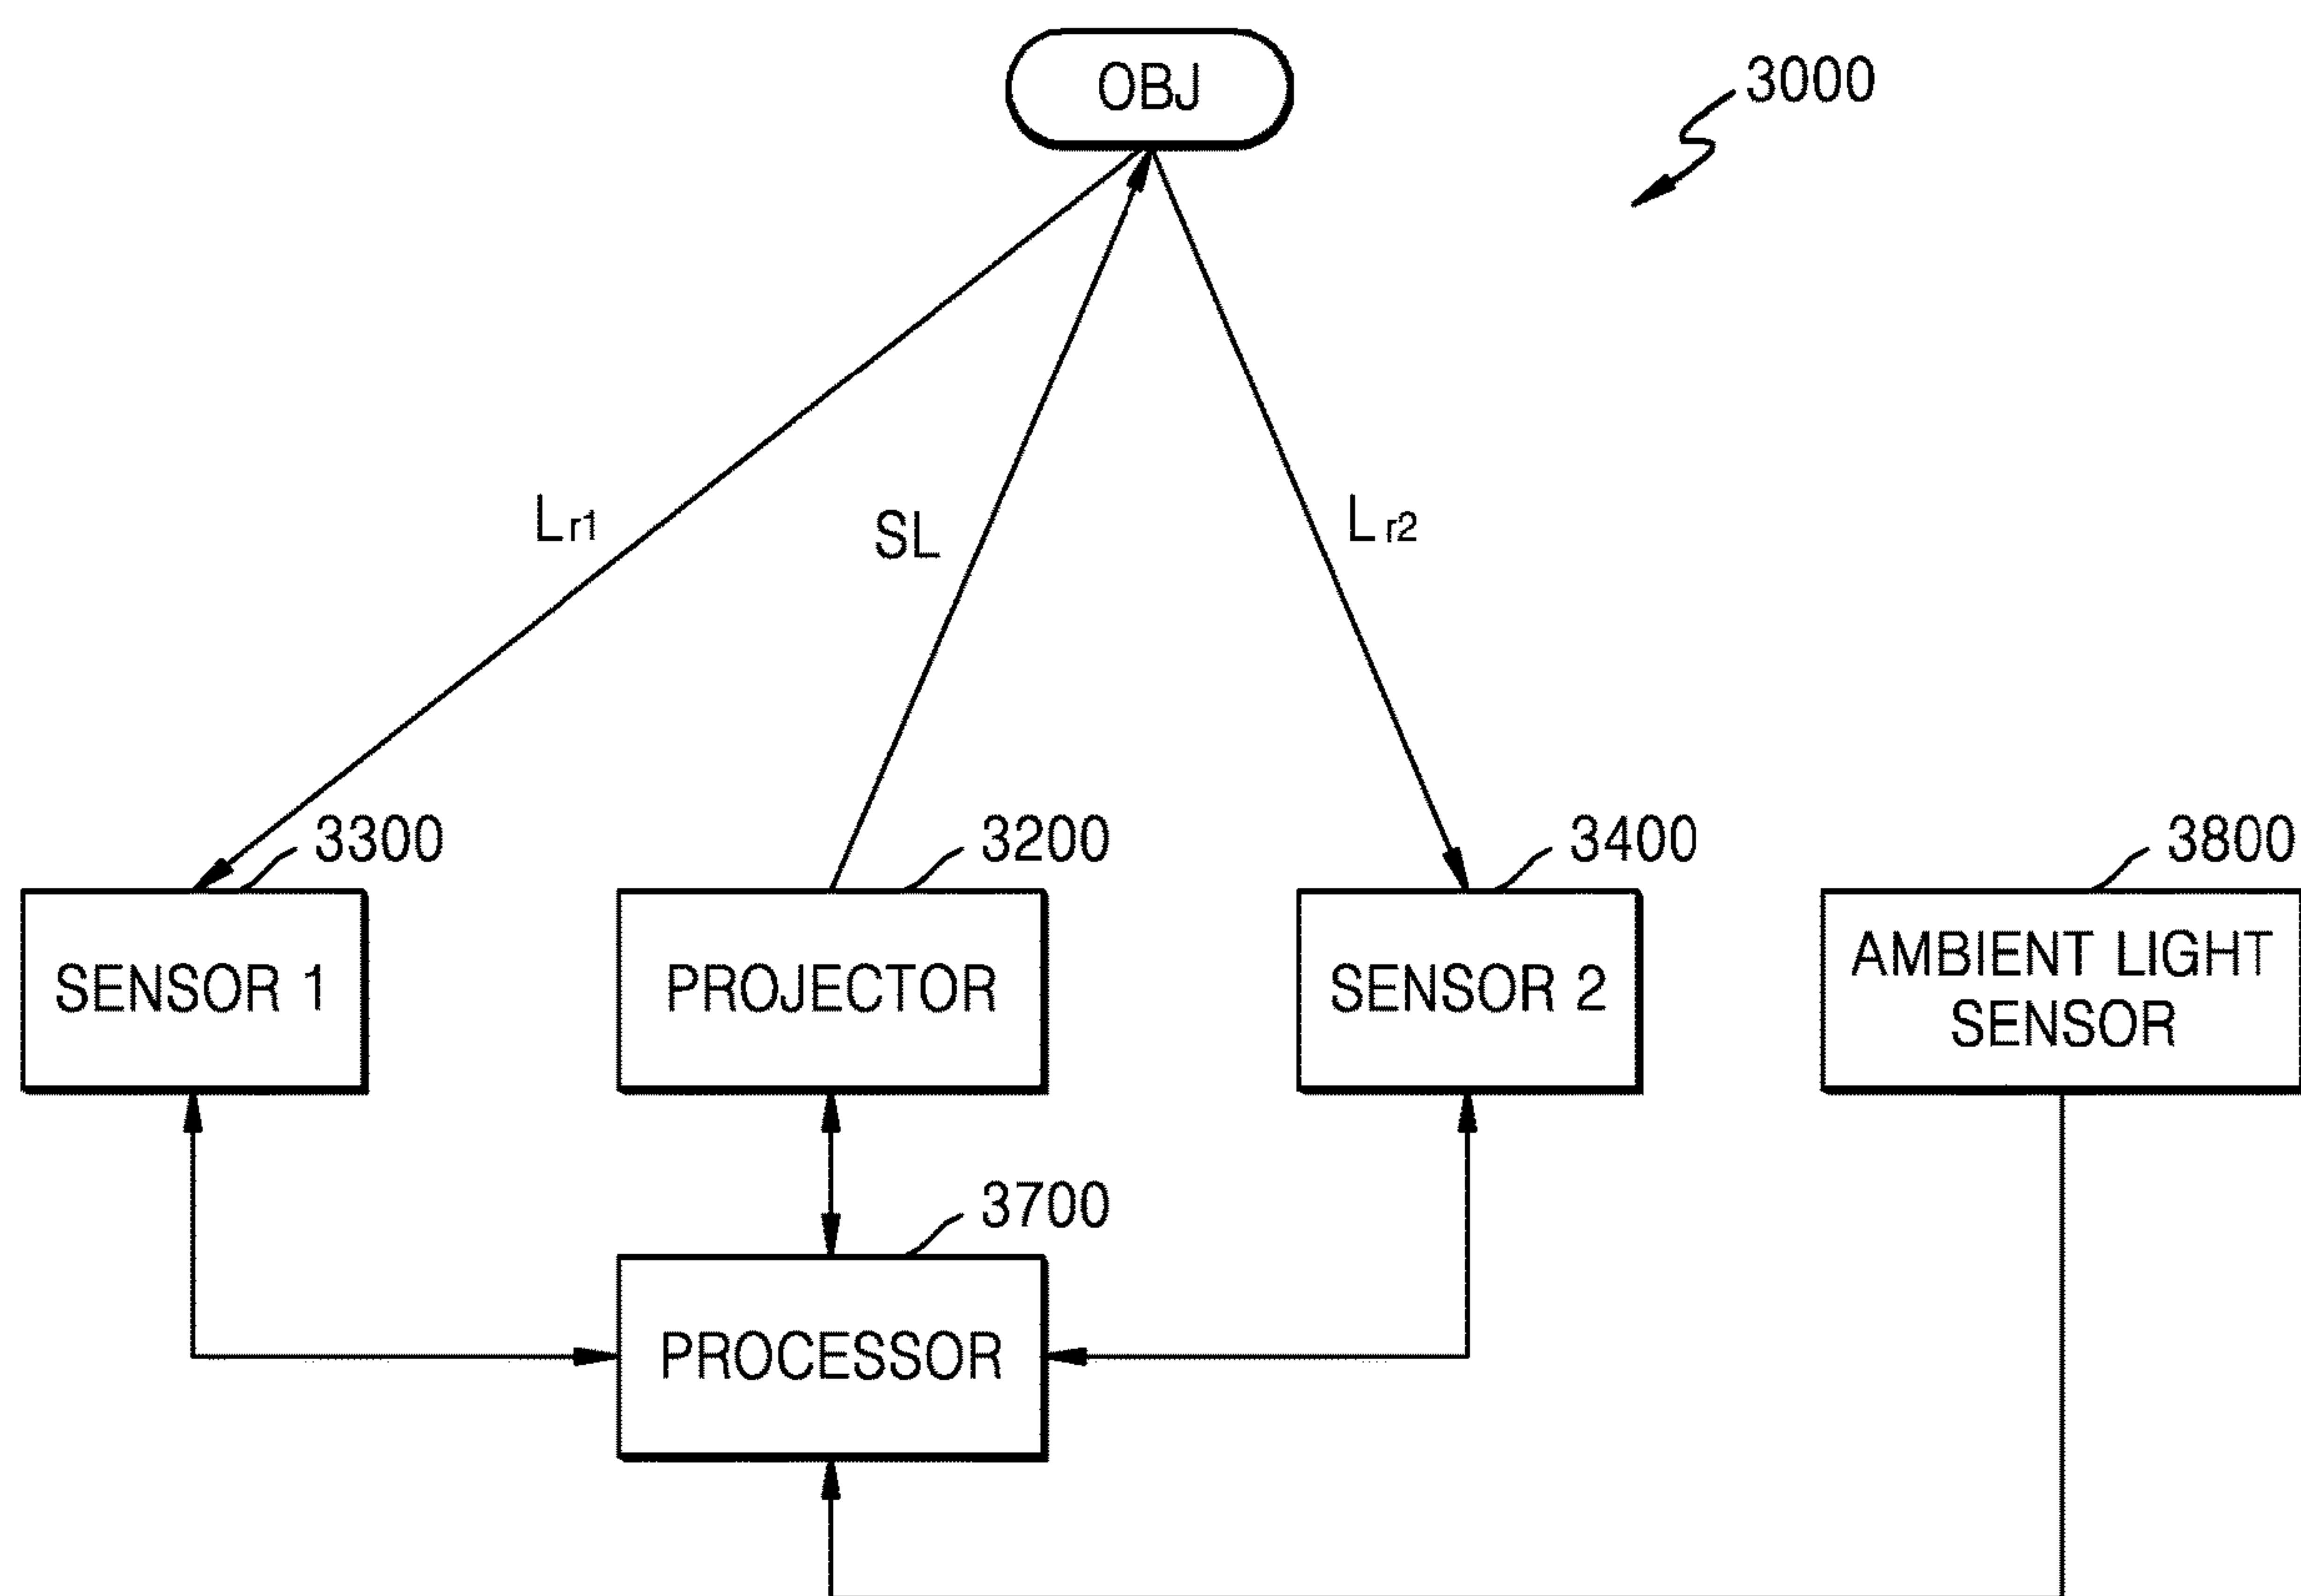 OBJ
3000
Lr1
SL
Lr2
3300
3200
3400
3800
SENSOR 1
PROJECTOR
SENSOR 2
AMBIENT LIGHT
SENSOR
3700
PROCESSOR